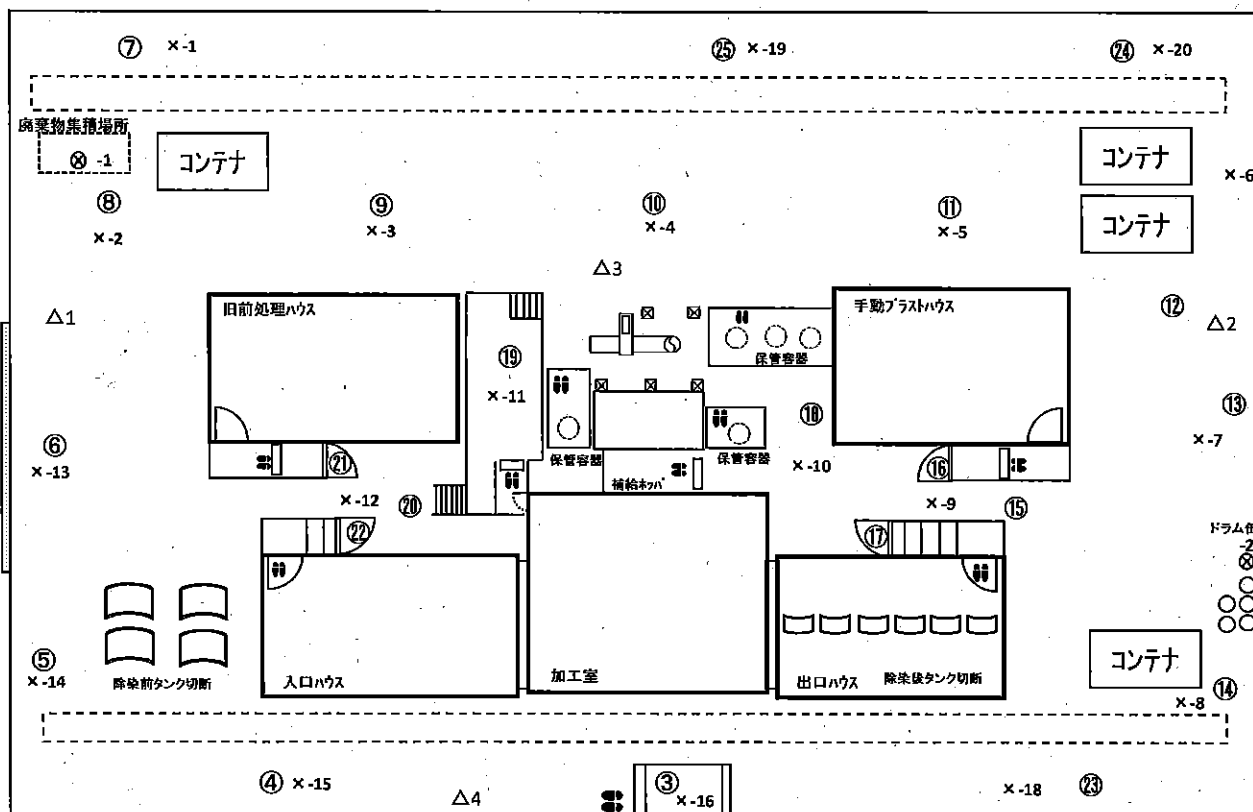 ⑦ ×-1
㉕ ×-19
㉔ ×-20
廃棄物集積場所
⊗ -1
コンテナ
コンテナ
×-6
コンテナ
⑧
×-2
⑨
×-3
⑩
×-4
⑪
×-5
△3
△1
旧前処理ハウス
手動ブラストハウス
⑫
△2
保管容器
⑲
×-11
⑱
⑬
×-7
⑥
×-13
㉑
保管容器
保管容器
×-10
⑯
補給ホッパ
×-12
⑳
×-9
⑮
㉒
⑰
ドラム缶
-2
⊗
⑤
×-14
除染前タンク切断
入口ハウス
加工室
出口ハウス
除染後タンク切断
コンテナ
⑭
×-8
④ ×-15
△4
③
×-16
×-18 ㉓